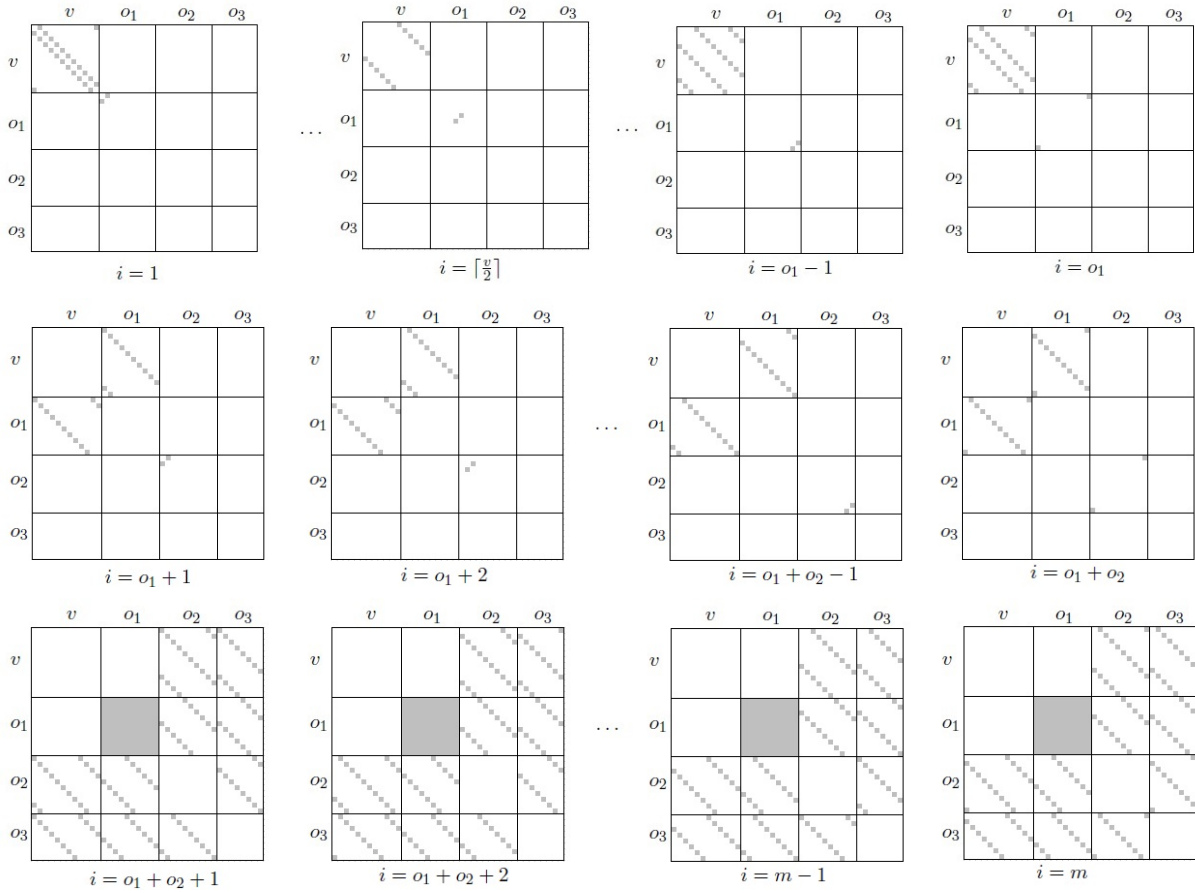 v o₁ o₂ o₃ v o₁ o₂ o₃ v o₁ o₂ o₃ v o₁ o₂ o₃
v v v v
o₁ ... o₁ ... o₁ o₁
o₂ o₂ o₂ o₂
o₃ o₃ o₃ o₃
i = 1 i = ⌈v/2⌉ i = o₁ − 1 i = o₁
v o₁ o₂ o₃ v o₁ o₂ o₃ v o₁ o₂ o₃ v o₁ o₂ o₃
v v v v
o₁ o₁ ... o₁ o₁
o₂ o₂ o₂ o₂
o₃ o₃ o₃ o₃
i = o₁ + 1 i = o₁ + 2 i = o₁ + o₂ − 1 i = o₁ + o₂
v o₁ o₂ o₃ v o₁ o₂ o₃ v o₁ o₂ o₃ v o₁ o₂ o₃
v v v v
o₁ o₁ ... o₁ o₁
o₂ o₂ o₂ o₂
o₃ o₃ o₃ o₃
i = o₁ + o₂ + 1 i = o₁ + o₂ + 2 i = m − 1 i = m